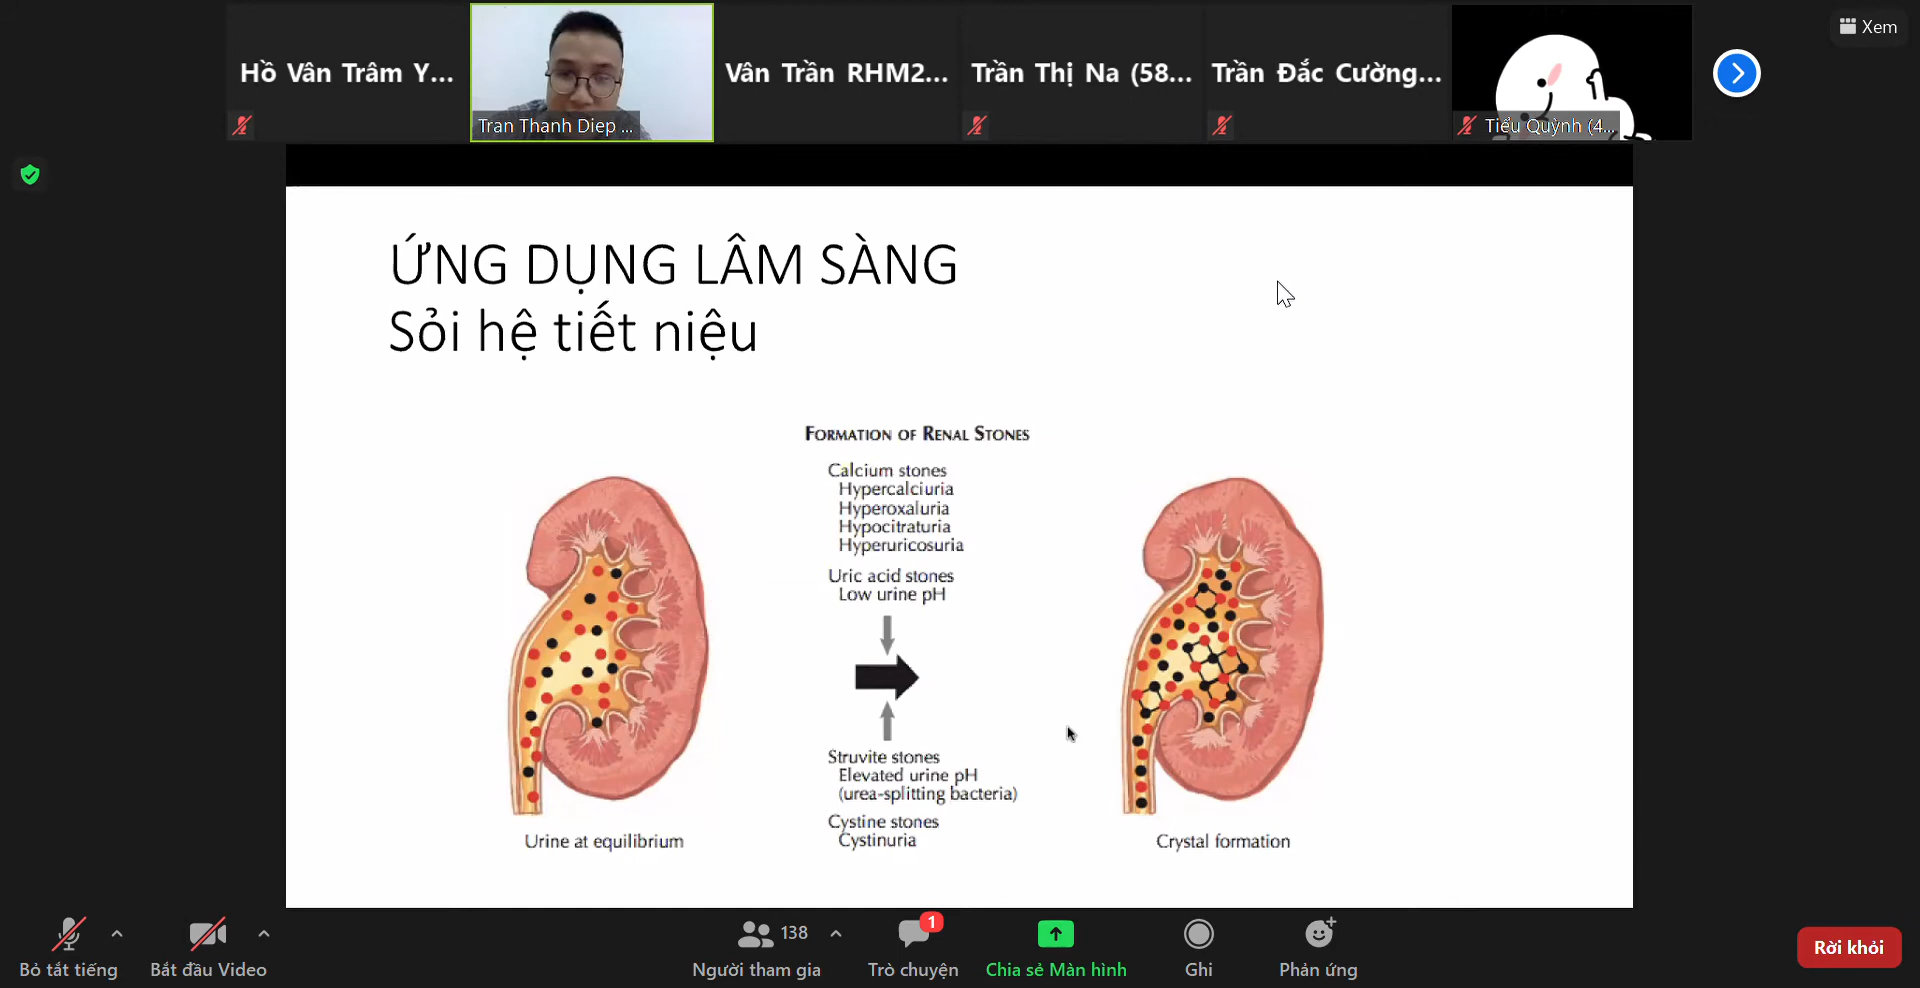 Hồ Vân Trâm Y...
Tran Thanh Diep ...
Vân Trần RHM2...
Trần Thị Na (58...
Trần Đắc Cường...
Tiểu Quỳnh (4...
Xem
ỨNG DỤNG LÂM SÀNG
Sỏi hệ tiết niệu
FORMATION OF RENAL STONES
Calcium stones
Hypercalciuria
Hyperoxaluria
Hypocitraturia
Hyperuricosuria
Uric acid stones
Low urine pH
Struvite stones
Elevated urine pH
(urea-splitting bacteria)
Cystine stones
Cystinuria
Urine at equilibrium
Crystal formation
Bỏ tắt tiếng
Bắt đầu Video
138
Người tham gia
1
Trò chuyện
Chia sẻ Màn hình
Ghi
Phản ứng
Rời khỏi